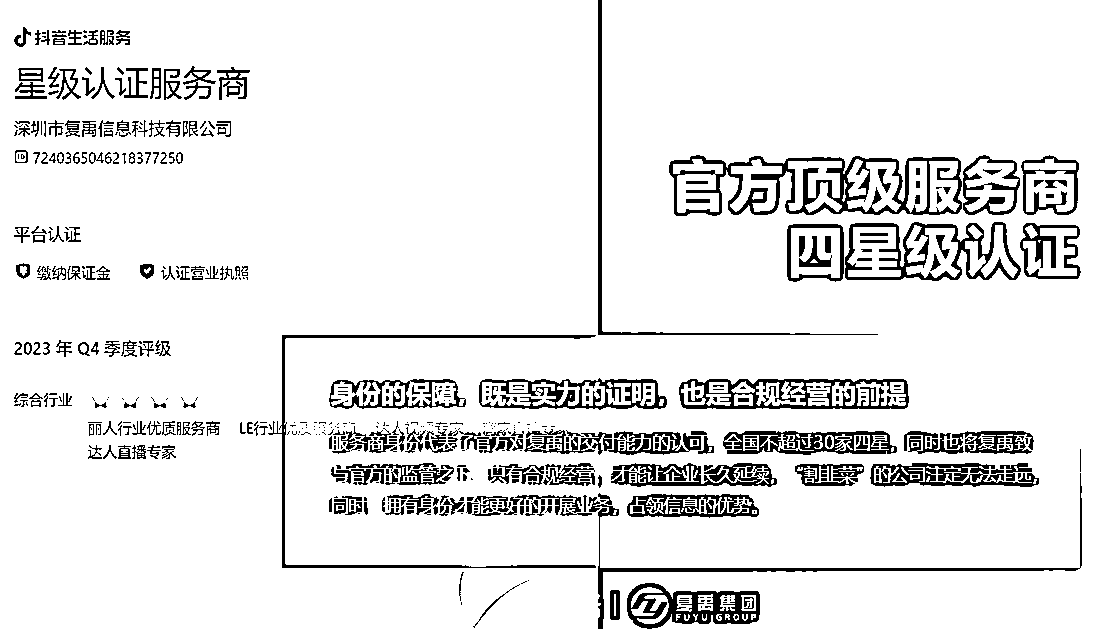 抖音生活服务
星级认证服务商
深圳市复禹信息科技有限公司
7240365046218377250
平台认证
缴纳保证金 认证营业执照
2023 年 Q4 季度评级
综合行业
丽人行业优质服务商 LE行业优质服务商
达人直播专家
官方顶级服务商
四星级认证
身份的保障，既是实力的证明，也是合规经营的前提
服务商身份代表了官方对复禹的交付能力的认可，全国不超过30家四星，同时也将复禹致
与官方的监管之下，只有合规经营，才能让企业长久延续，“割韭菜”的公司注定无法走远，
同时 拥有身份才能更好的开展业务，占领信息的优势。
复禹集团
FUYU GROUP